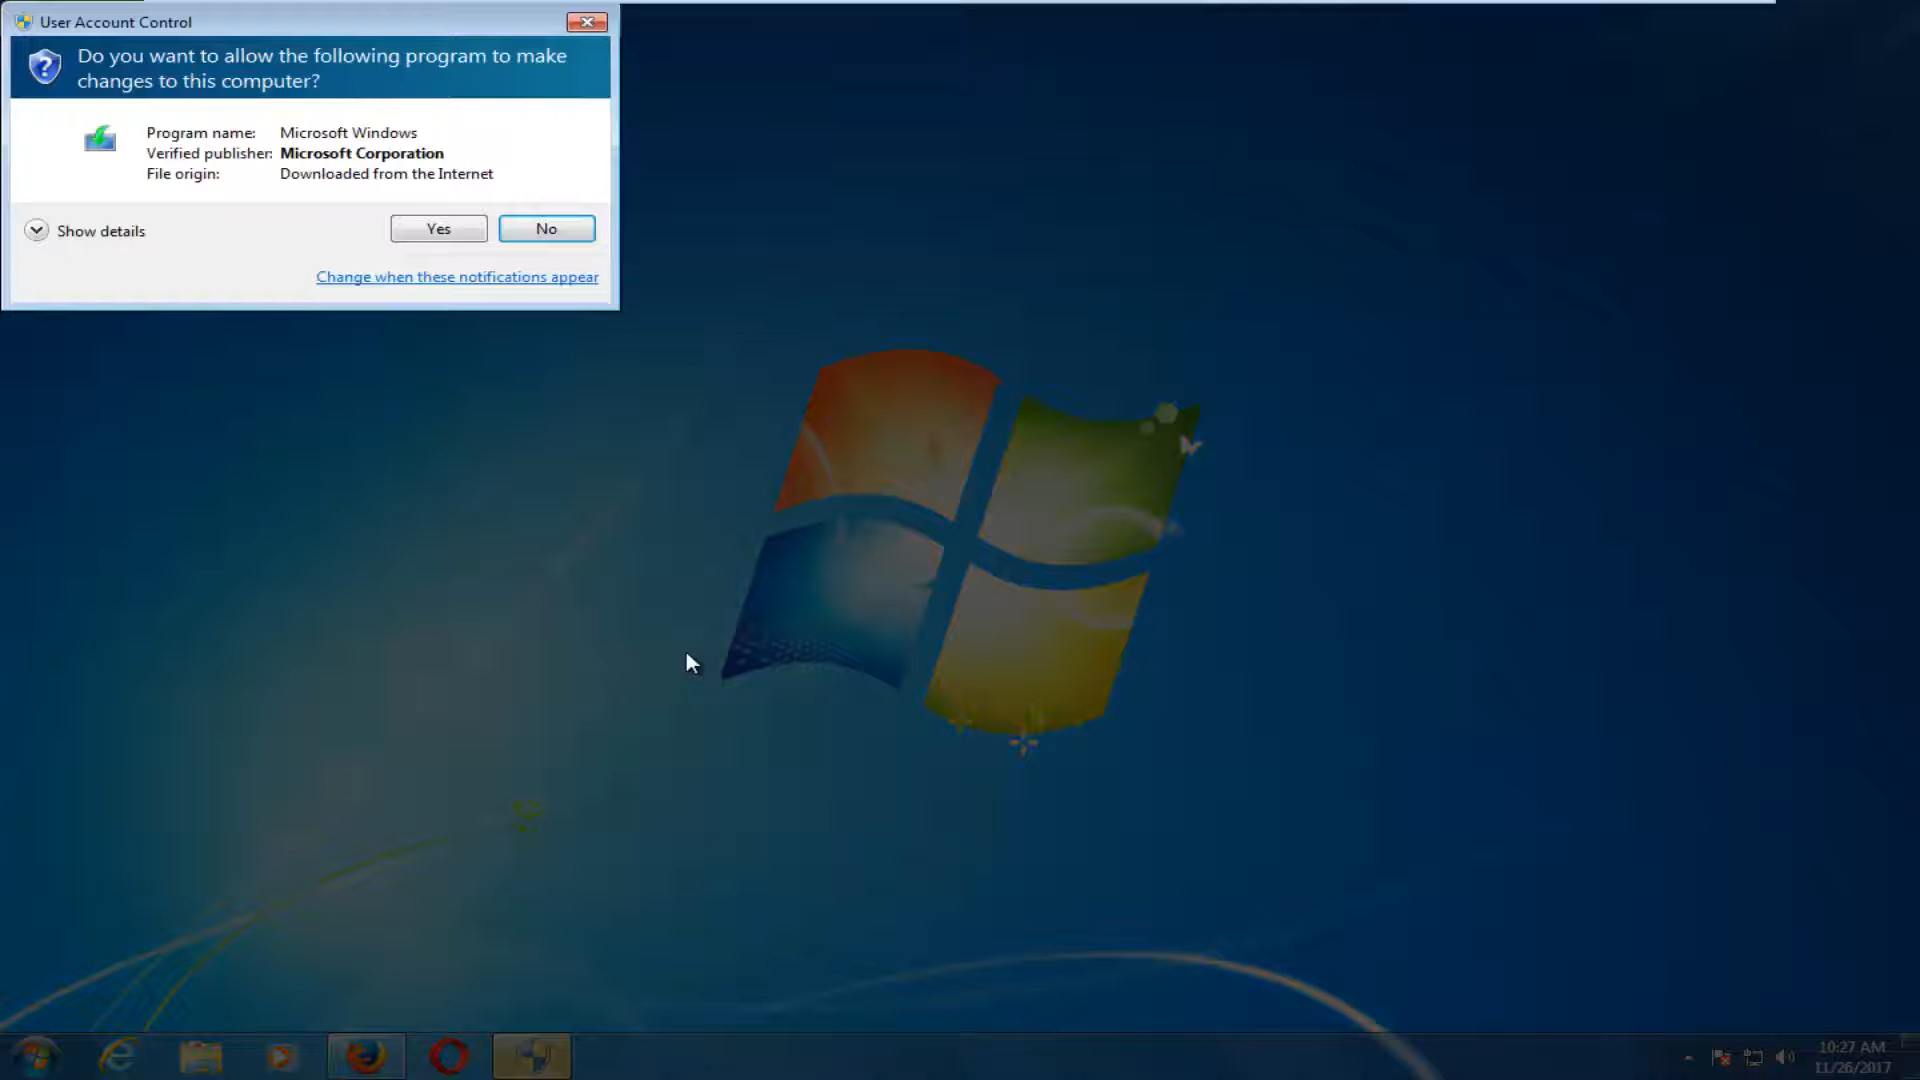 User Account Control
Do you want to allow the following program to make
changes to this computer?
Program name: Microsoft Windows
Verified publisher: Microsoft Corporation
File origin: Downloaded from the Internet
Show details
Yes
No
Change when these notifications appear
10:27 AM
11/26/2017